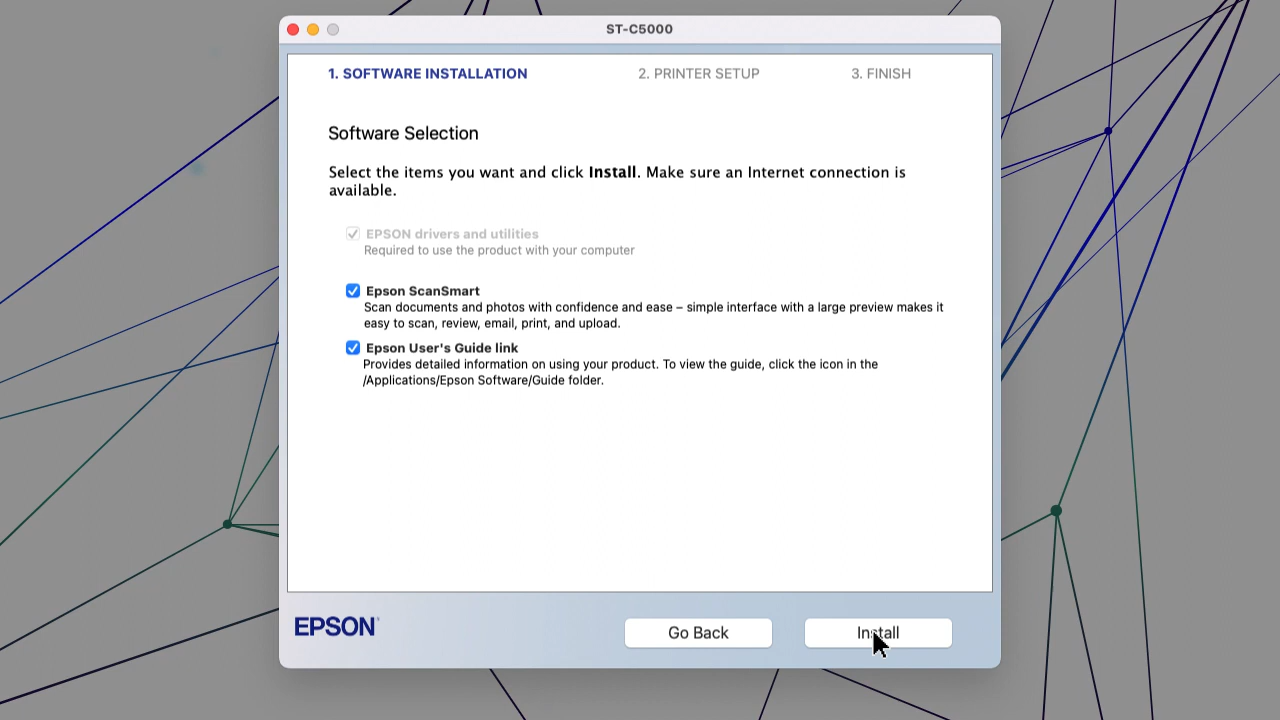 ST-C5000
1. SOFTWARE INSTALLATION 2. PRINTER SETUP 3. FINISH
Software Selection
Select the items you want and click Install. Make sure an Internet connection is
available.
EPSON drivers and utilities
Required to use the product with your computer
Epson ScanSmart
Scan documents and photos with confidence and ease – simple interface with a large preview makes it
easy to scan, review, email, print, and upload.
Epson User's Guide link
Provides detailed information on using your product. To view the guide, click the icon in the
/Applications/Epson Software/Guide folder.
EPSON
Go Back Install